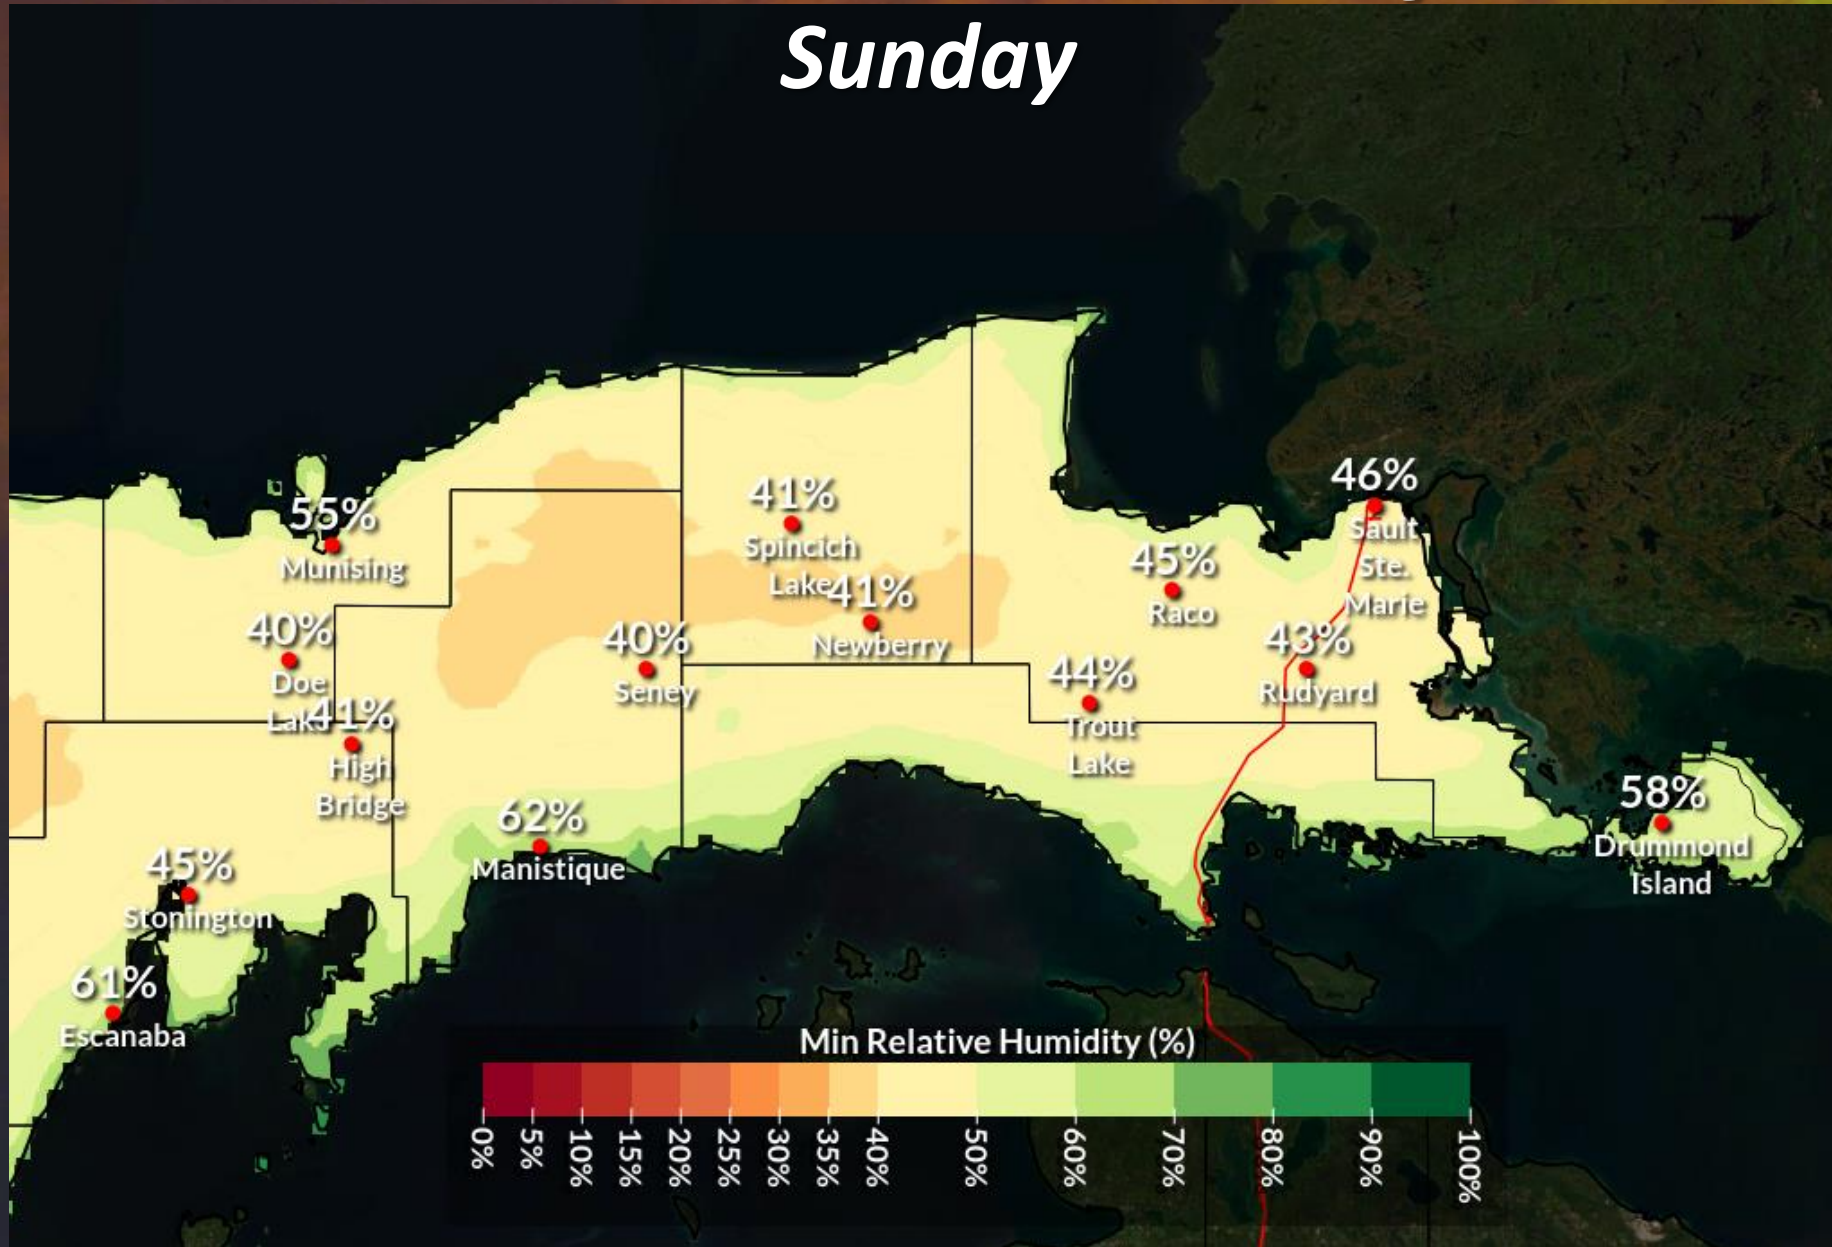 Sunday
46%
Sault
Ste.
Marie
41%
Spincich
Lake
55%
Munising
45%
Raco
41%
Newberry
40%
Doe
Lake
40%
Seney
43%
Rudyard
44%
Trout
Lake
41%
High
Bridge
58%
Drummond
Island
62%
Manistique
45%
Stonington
61%
Escanaba
Min Relative Humidity (%)
0%
5%
10%
15%
20%
25%
30%
35%
40%
50%
60%
70%
80%
90%
100%